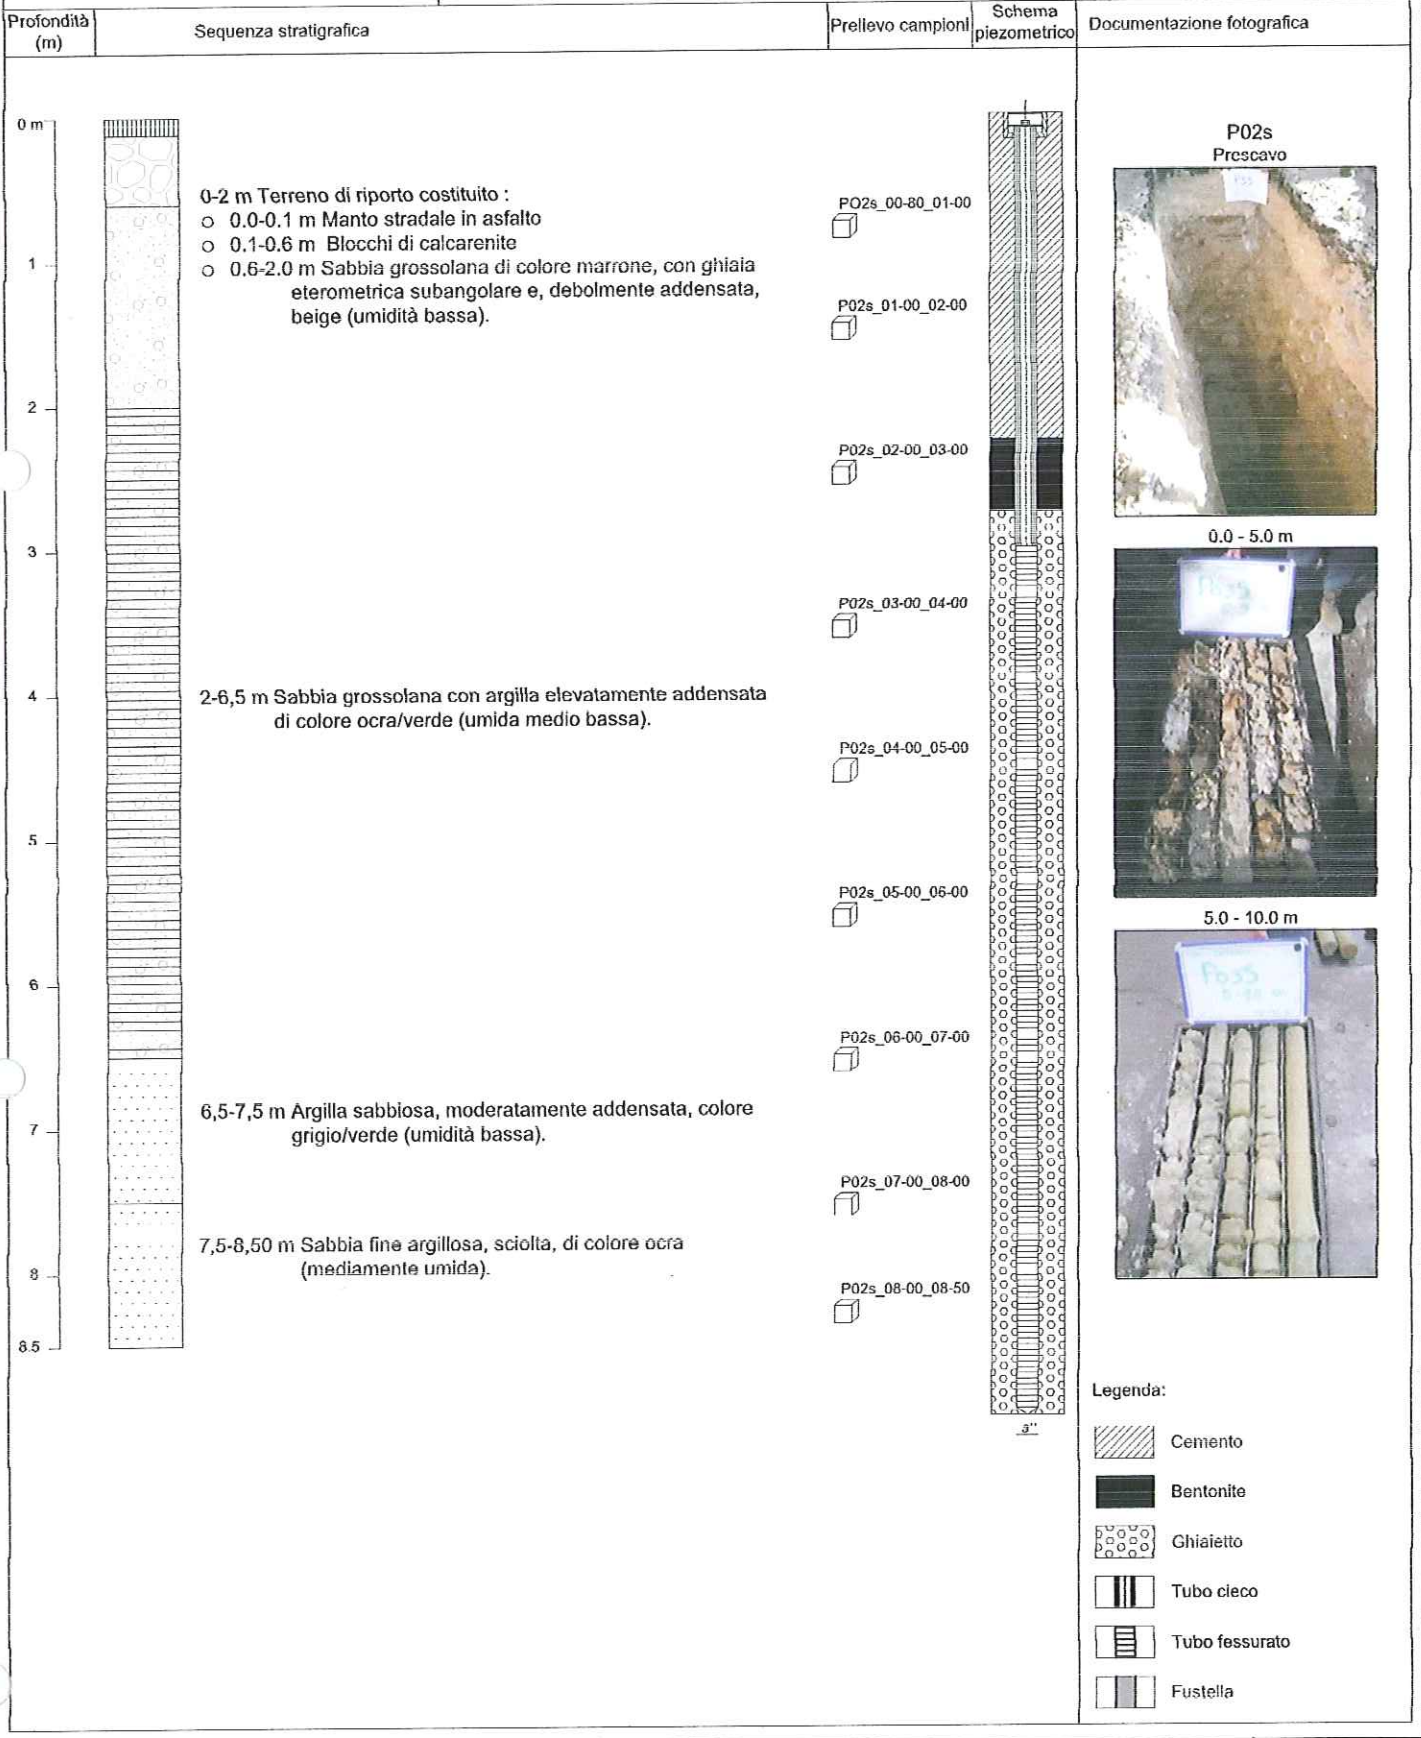 Profondità (m)
Sequenza stratigrafica
Prelievo campioni
Schema piezometrico
Documentazione fotografica
0 m
1
2
3
4
5
6
7
8
8.5
0-2 m Terreno di riporto costituito :
o 0.0-0.1 m Manto stradale in asfalto
o 0.1-0.6 m Blocchi di calcarenite
o 0.6-2.0 m Sabbia grossolana di colore marrone, con ghiaia
eterometrica subangolare e, debolmente addensata,
beige (umidità bassa).
2-6,5 m Sabbia grossolana con argilla elevatamente addensata
di colore ocra/verde (umida medio bassa).
6,5-7,5 m Argilla sabbiosa, moderatamente addensata, colore
grigio/verde (umidità bassa).
7,5-8,50 m Sabbia fine argillosa, sciolta, di colore ocra
(mediamente umida).
PO2s_00-80_01-00
P02s_01-00_02-00
P02s_02-00_03-00
P02s_03-00_04-00
P02s_04-00_05-00
P02s_05-00_06-00
P02s_06-00_07-00
P02s_07-00_08-00
P02s_08-00_08-50
3"
P02s
Prescavo
0.0 - 5.0 m
P03S
5.0 - 10.0 m
P03S
Legenda:
Cemento
Bentonite
Ghiaietto
Tubo cieco
Tubo fessurato
Fustella